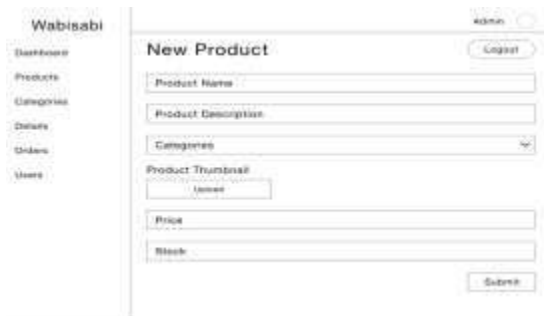 Wabisabi
Admin
Dashboard
New Product
Logout
Products
Product Name
Categories
Product Description
Details
Categories
Orders
Product Thumbnail
Users
Upload
Price
Stock
Submit